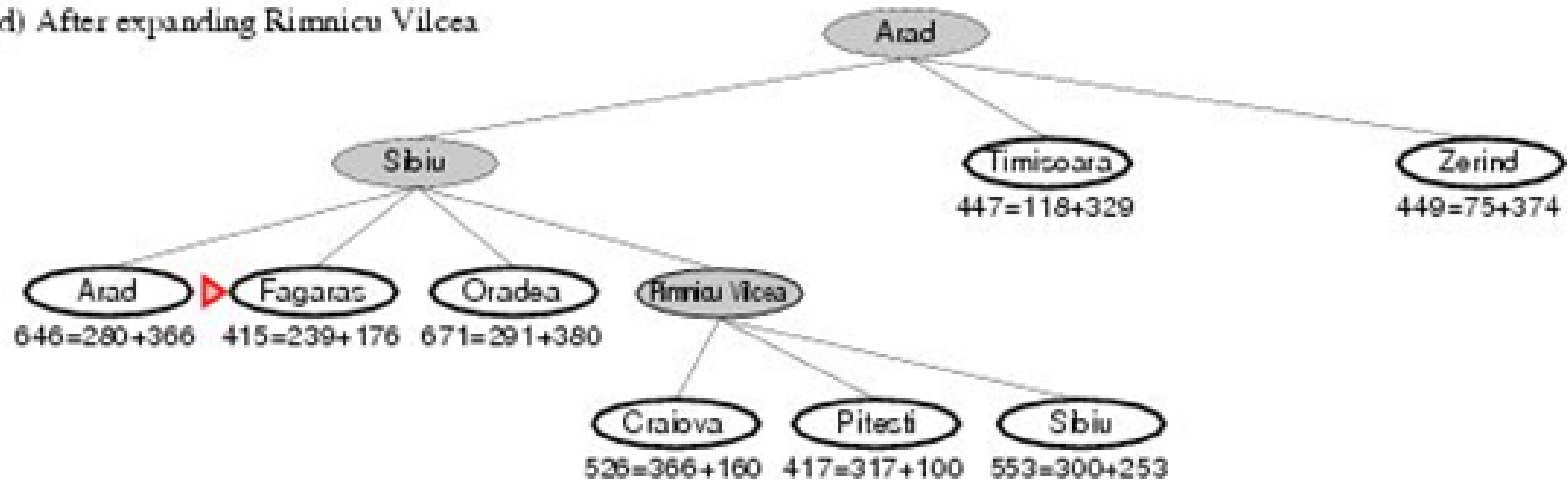 d) After expanding Rimnicu Vilcea
Arad
Sibiu
Timisoara
Zerind
447=118+329
449=75+374
Arad
Fagaras
Oradea
Rimnicu Vilcea
646=280+366
415=239+176
671=291+380
Craiova
Pitesti
Sibiu
526=366+160
417=317+100
553=300+253